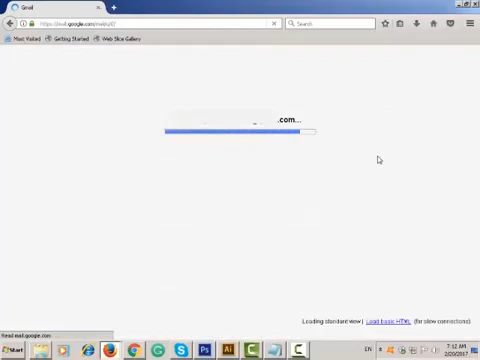 Gmail
https://mail.google.com/mail/u/0/
Search
Most Visited Getting Started Web Slice Gallery
.com...
Loading standard view | Load basic HTML (for slow connections)
Read mail.google.com
Start
EN
7:12 AM
2/20/2017